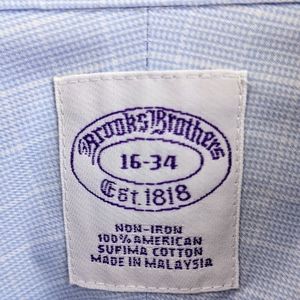 Brooks Brothers
16-34
Est. 1818
NON-IRON
100% AMERICAN
SUPIMA COTTON
MADE IN MALAYSIA